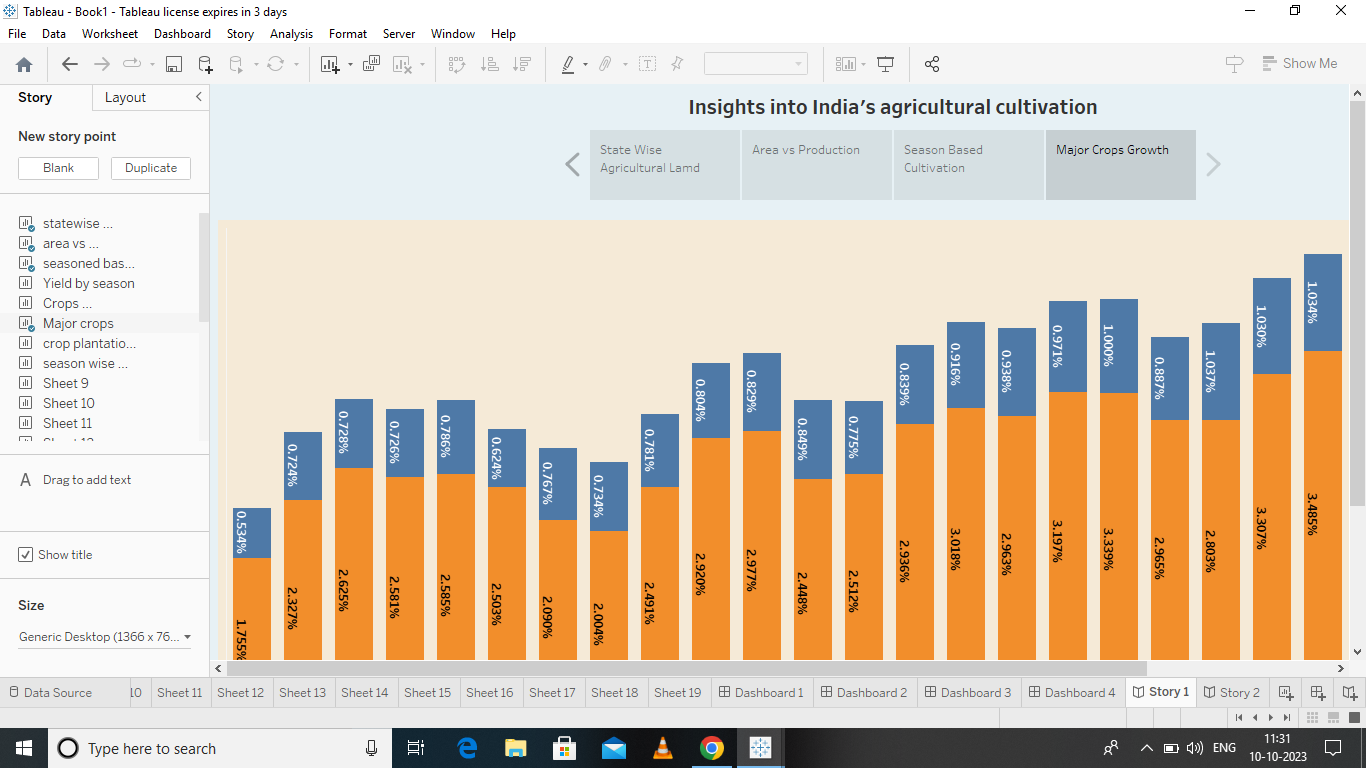 Tableau - Book1 - Tableau license expires in 3 days
File Data Worksheet Dashboard Story Analysis Format Server Window Help
Show Me
Story Layout
New story point
Blank Duplicate
statewise ...
area vs ...
seasoned bas...
Yield by season
Crops ...
Major crops
crop plantatio...
season wise ...
Sheet 9
Sheet 10
Sheet 11
A Drag to add text
Show title
Size
Generic Desktop (1366 x 76...
Insights into India's agricultural cultivation
State Wise
Agricultural Lamd
Area vs Production
Season Based
Cultivation
Major Crops Growth
0.534% 0.724% 0.728% 0.726% 0.786% 0.624% 0.767% 0.734% 0.781% 0.804% 0.829% 0.849% 0.775% 0.839% 0.916% 0.938% 0.971% 1.000% 0.887% 1.037% 1.030% 1.034%
1.755% 2.327% 2.625% 2.581% 2.585% 2.503% 2.090% 2.004% 2.491% 2.920% 2.977% 2.448% 2.512% 2.936% 3.018% 2.963% 3.197% 3.339% 2.965% 2.803% 3.307% 3.485%
Data Source 10 Sheet 11 Sheet 12 Sheet 13 Sheet 14 Sheet 15 Sheet 16 Sheet 17 Sheet 18 Sheet 19 Dashboard 1 Dashboard 2 Dashboard 3 Dashboard 4 Story 1 Story 2
Type here to search
ENG
11:31
10-10-2023